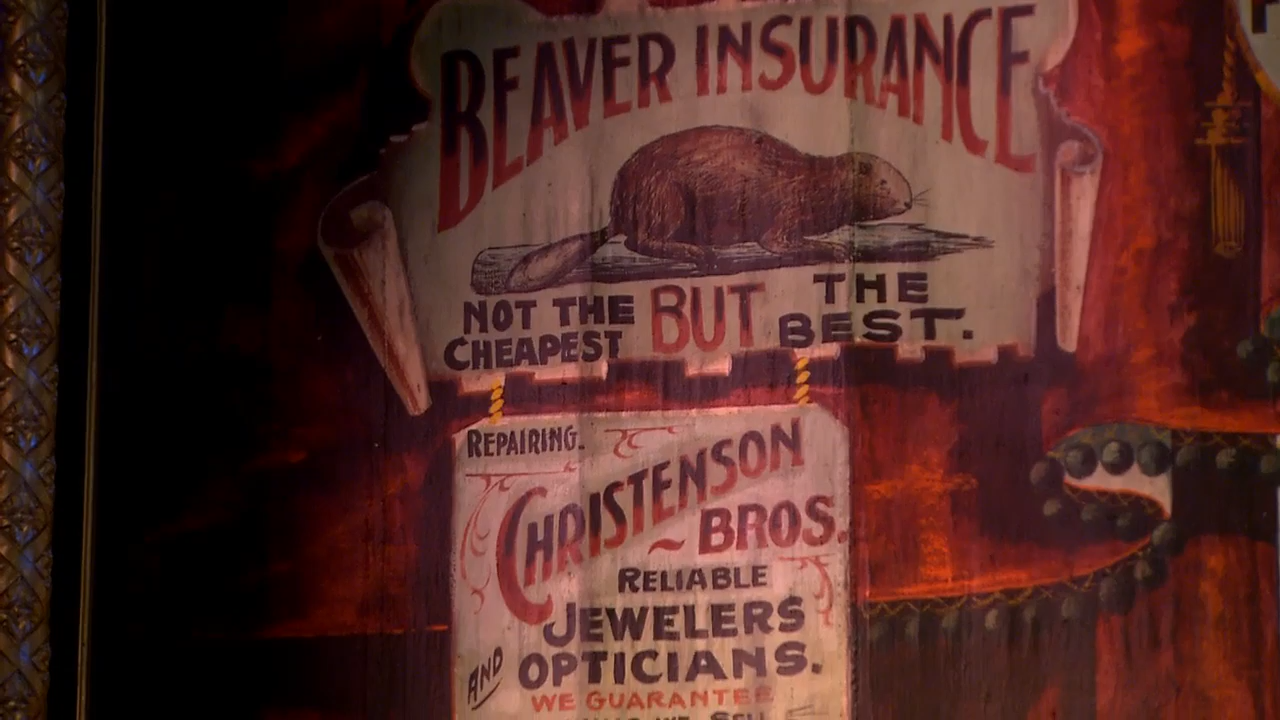 BEAVER INSURANCE
NOT THE BUT THE
CHEAPEST BEST.
REPAIRING.
CHRISTENSON
~ BROS.
RELIABLE
JEWELERS
AND OPTICIANS.
WE GUARANTEE